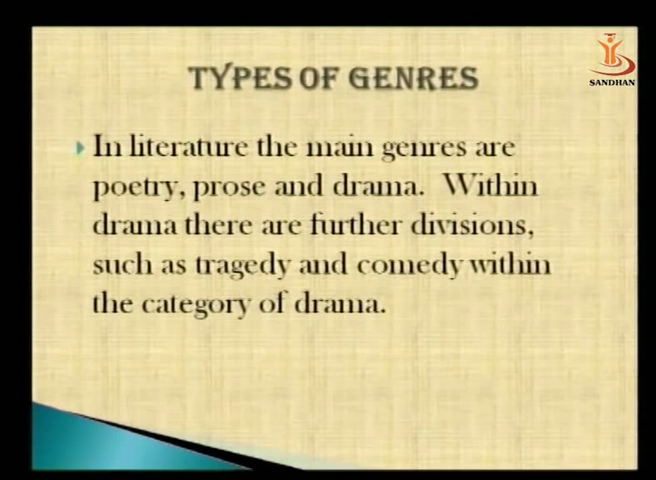 SANDHAN
TYPES OF GENRES
In literature the main genres are
poetry, prose and drama. Within
drama there are further divisions,
such as tragedy and comedy within
the category of drama.